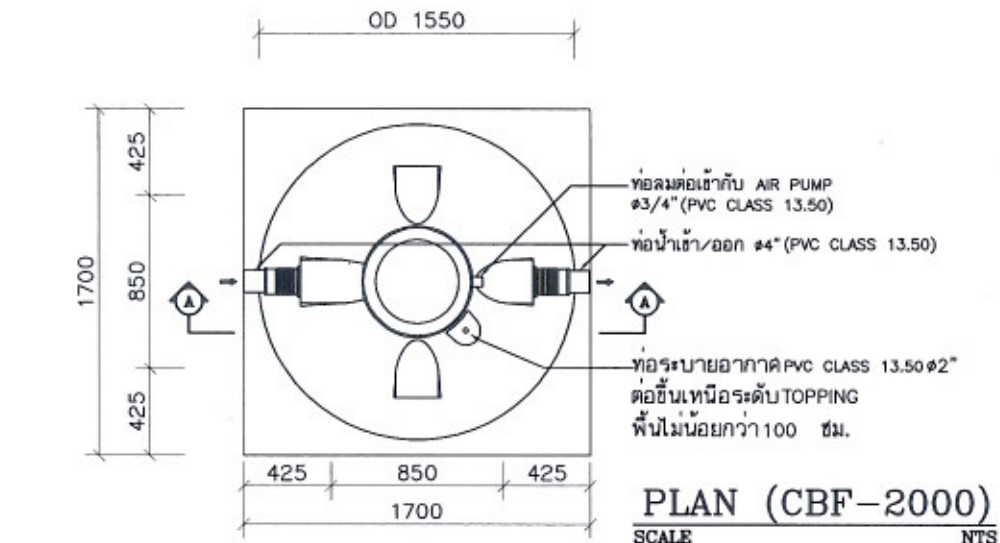 OD 1550
425
850
425
1700
ท่อลมต่อเข้ากับ AIR PUMP
ø3/4" (PVC CLASS 13.50)
ท่อน้ำเข้า/ออก ø4" (PVC CLASS 13.50)
A
A
ท่อระบายอากาศ PVC CLASS 13.50 ø2"
ต่อขึ้นเหนือระดับ TOPPING
พื้นไม่น้อยกว่า 100 ซม.
425
850
425
1700
PLAN (CBF-2000)
SCALE NTS